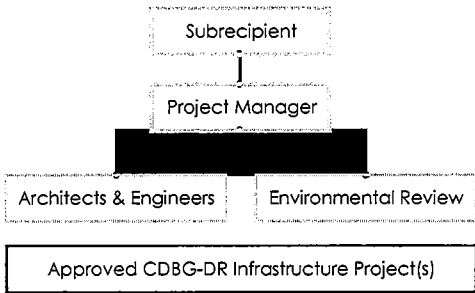 Subrecipient
Project Manager
Architects & Engineers
Environmental Review
Approved CDBG-DR Infrastructure Project(s)